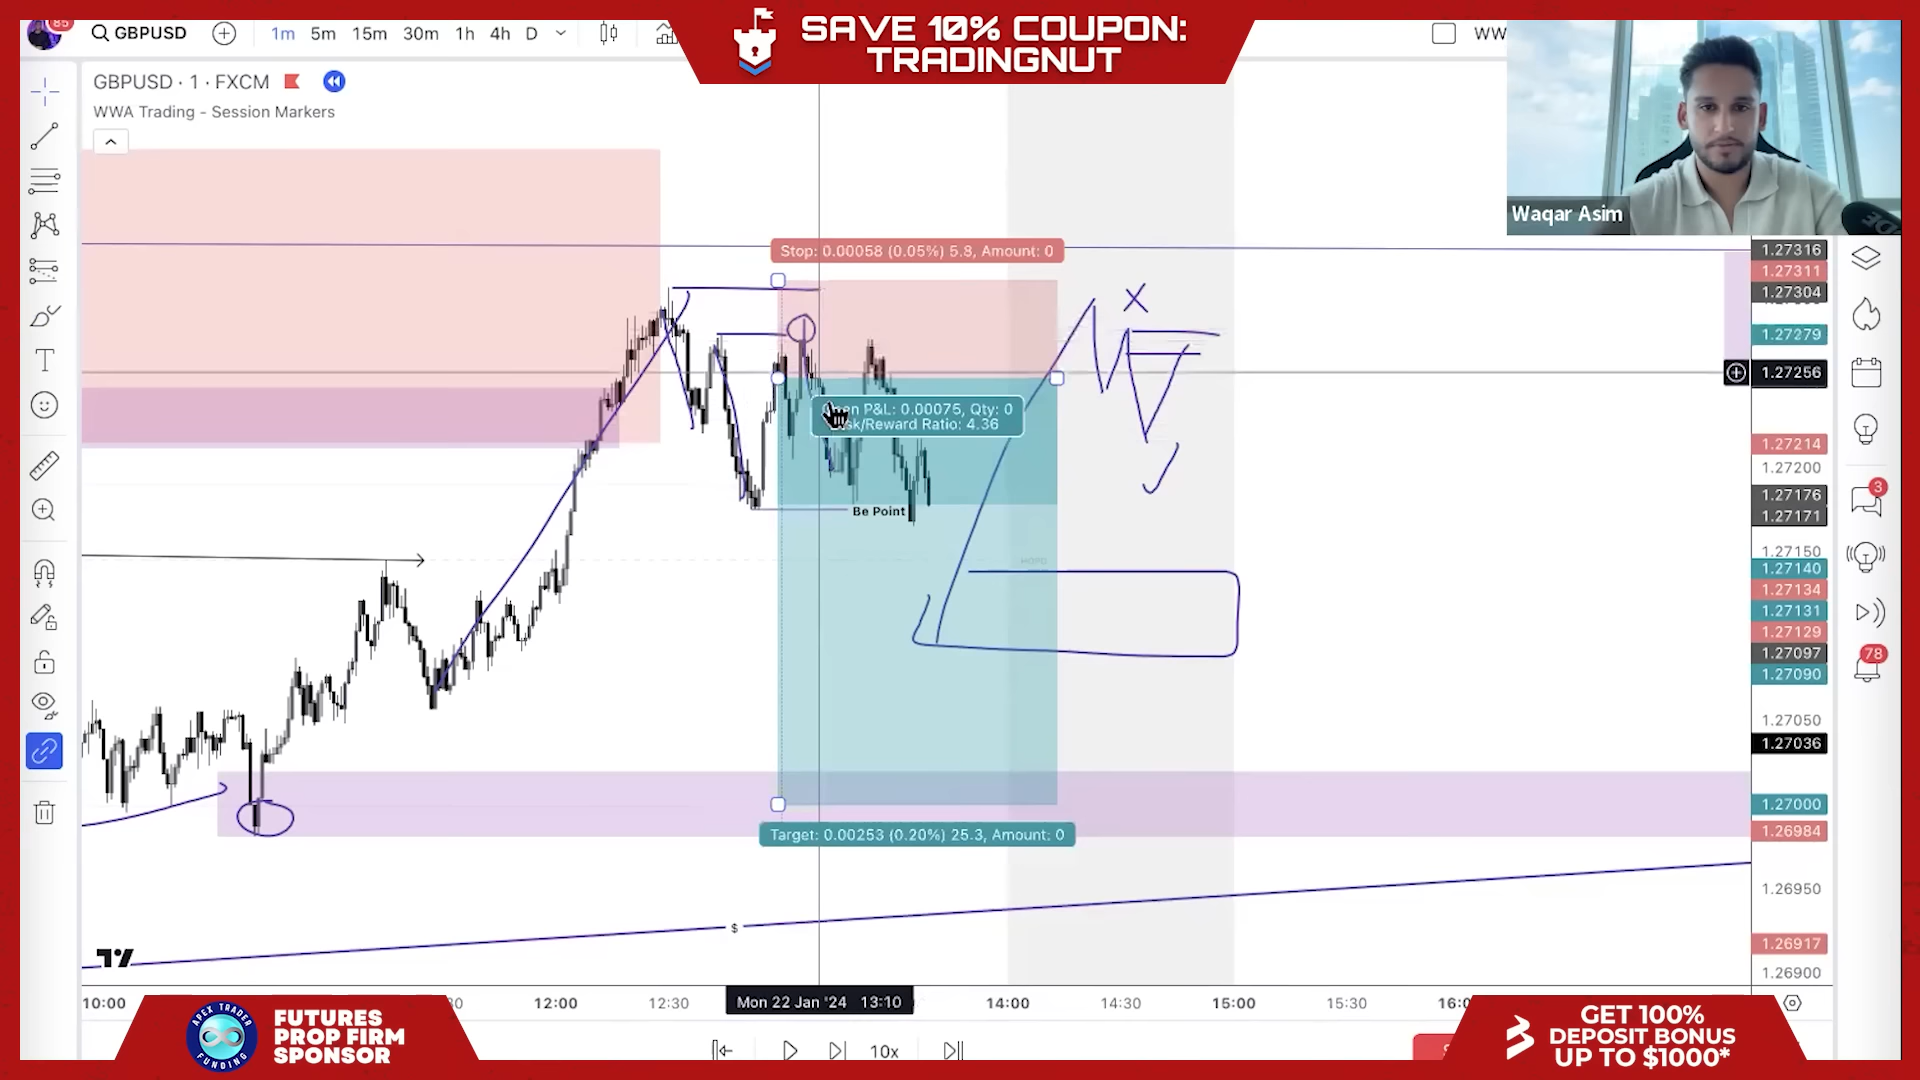 85
GBPUSD
1m 5m 15m 30m 1h 4h D
SAVE 10% COUPON:
TRADINGNUT
WW
GBPUSD · 1 · FXCM
WWA Trading - Session Markers
Waqar Asim
Stop: 0.00058 (0.05%) 5.8, Amount: 0
X
P&L: 0.00075, Qty: 0
Ratio: 4.36
Be Point
Target: 0.00253 (0.20%) 25.3, Amount: 0
$
1.27316
1.27311
1.27304
1.27279
1.27256
1.27214
1.27200
1.27176
1.27171
1.27150
1.27140
1.27134
1.27131
1.27129
1.27097
1.27090
1.27050
1.27036
1.27000
1.26984
1.26950
1.26917
1.26900
3
78
10:00 12:00 12:30 Mon 22 Jan '24 13:10 14:00 14:30 15:00 15:30
10x
APEX TRADER
FUNDING
FUTURES
PROP FIRM
SPONSOR
GET 100%
DEPOSIT BONUS
UP TO $1000*